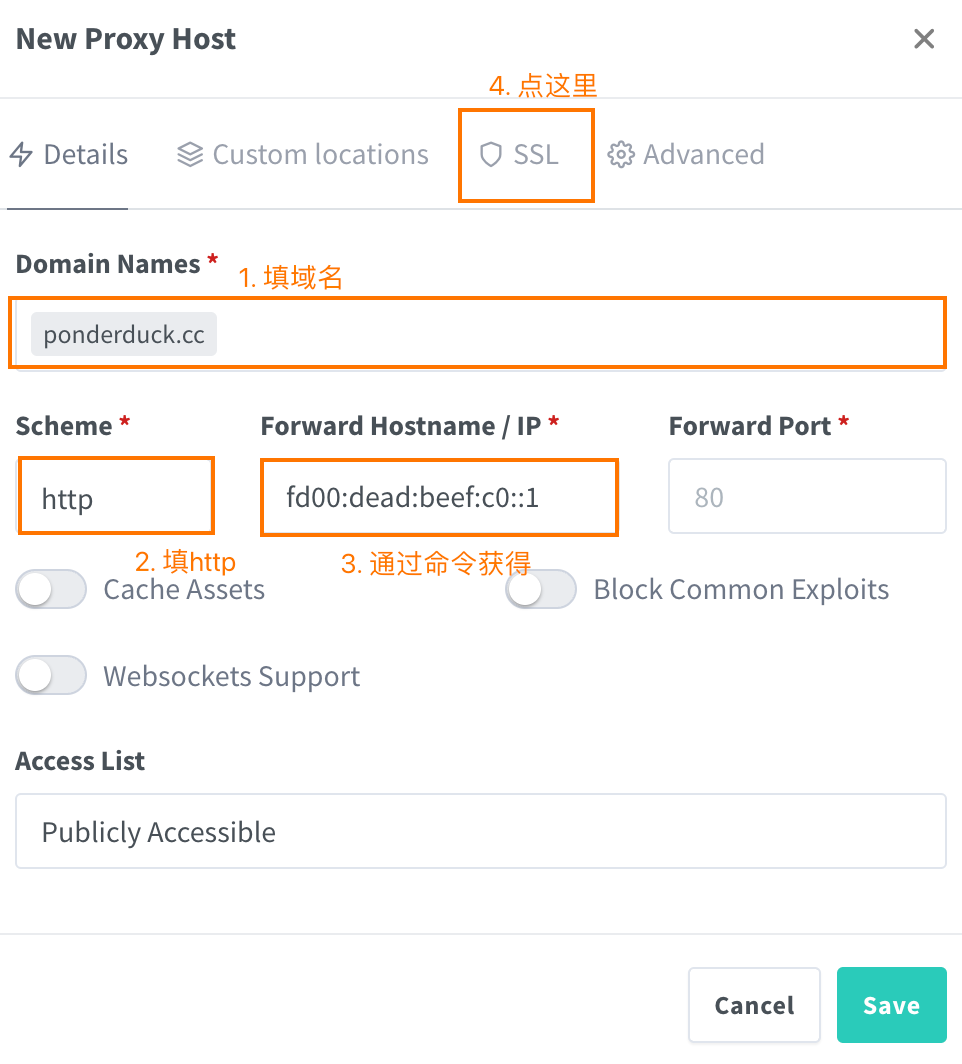 New Proxy Host
4. 点这里
Details Custom locations SSL Advanced
Domain Names *
1. 填域名
ponderduck.cc
Scheme * Forward Hostname / IP * Forward Port *
http fd00:dead:beef:c0::1 80
2. 填http 3. 通过命令获得
Cache Assets Block Common Exploits
Websockets Support
Access List
Publicly Accessible
Cancel Save